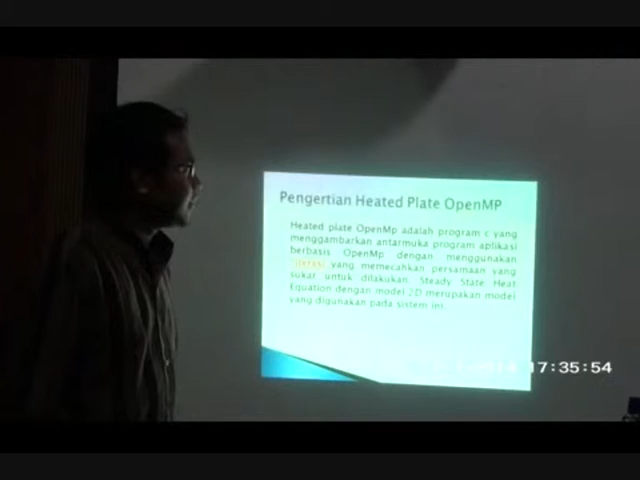 Pengertian Heated Plate OpenMP
Heated plate OpenMp adalah program c yang
menggambarkan antarmuka program aplikasi
berbasis OpenMp dengan menggunakan
iterasi yang memecahkan persamaan yang
sukar untuk dilakukan. Steady State Heat
Equation dengan model 2D merupakan model
yang digunakan pada sistem ini.
17:35:54